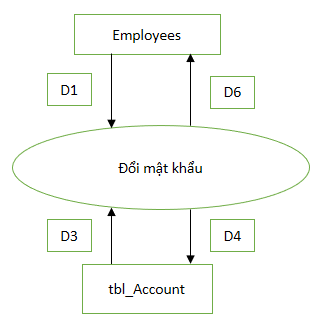 Employees
D1
D6
Đổi mật khẩu
D3
D4
tbl_Account